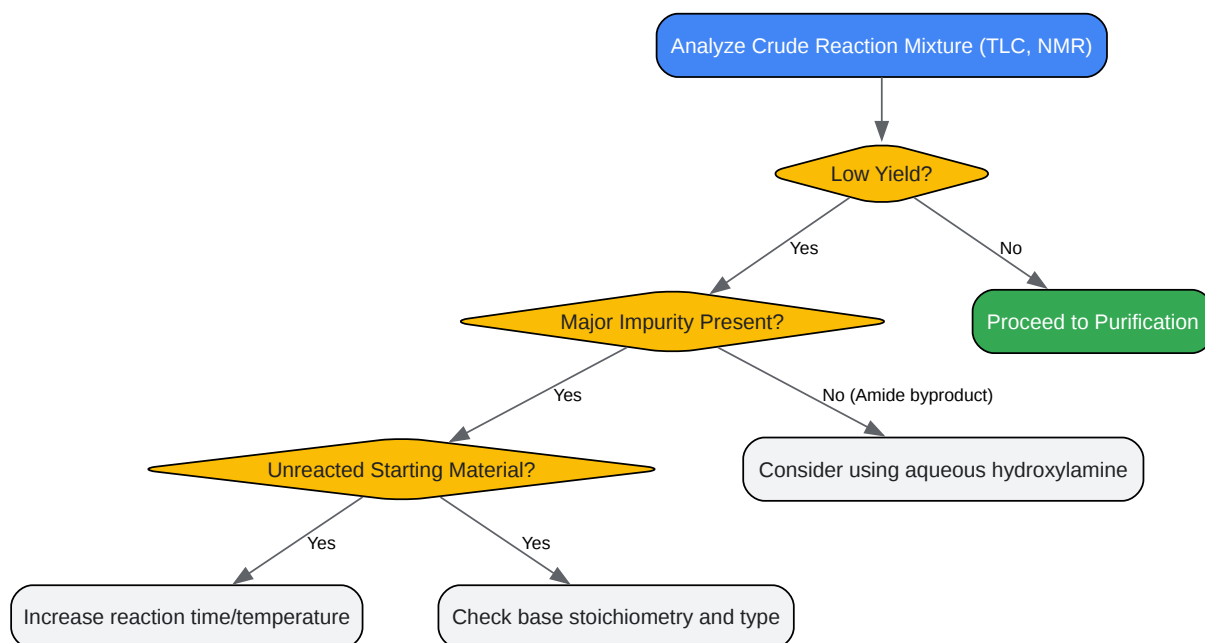 Analyze Crude Reaction Mixture (TLC, NMR)
Low Yield?
Yes
No
Major Impurity Present?
Proceed to Purification
Yes
No (Amide byproduct)
Unreacted Starting Material?
Consider using aqueous hydroxylamine
Yes
Yes
Increase reaction time/temperature
Check base stoichiometry and type